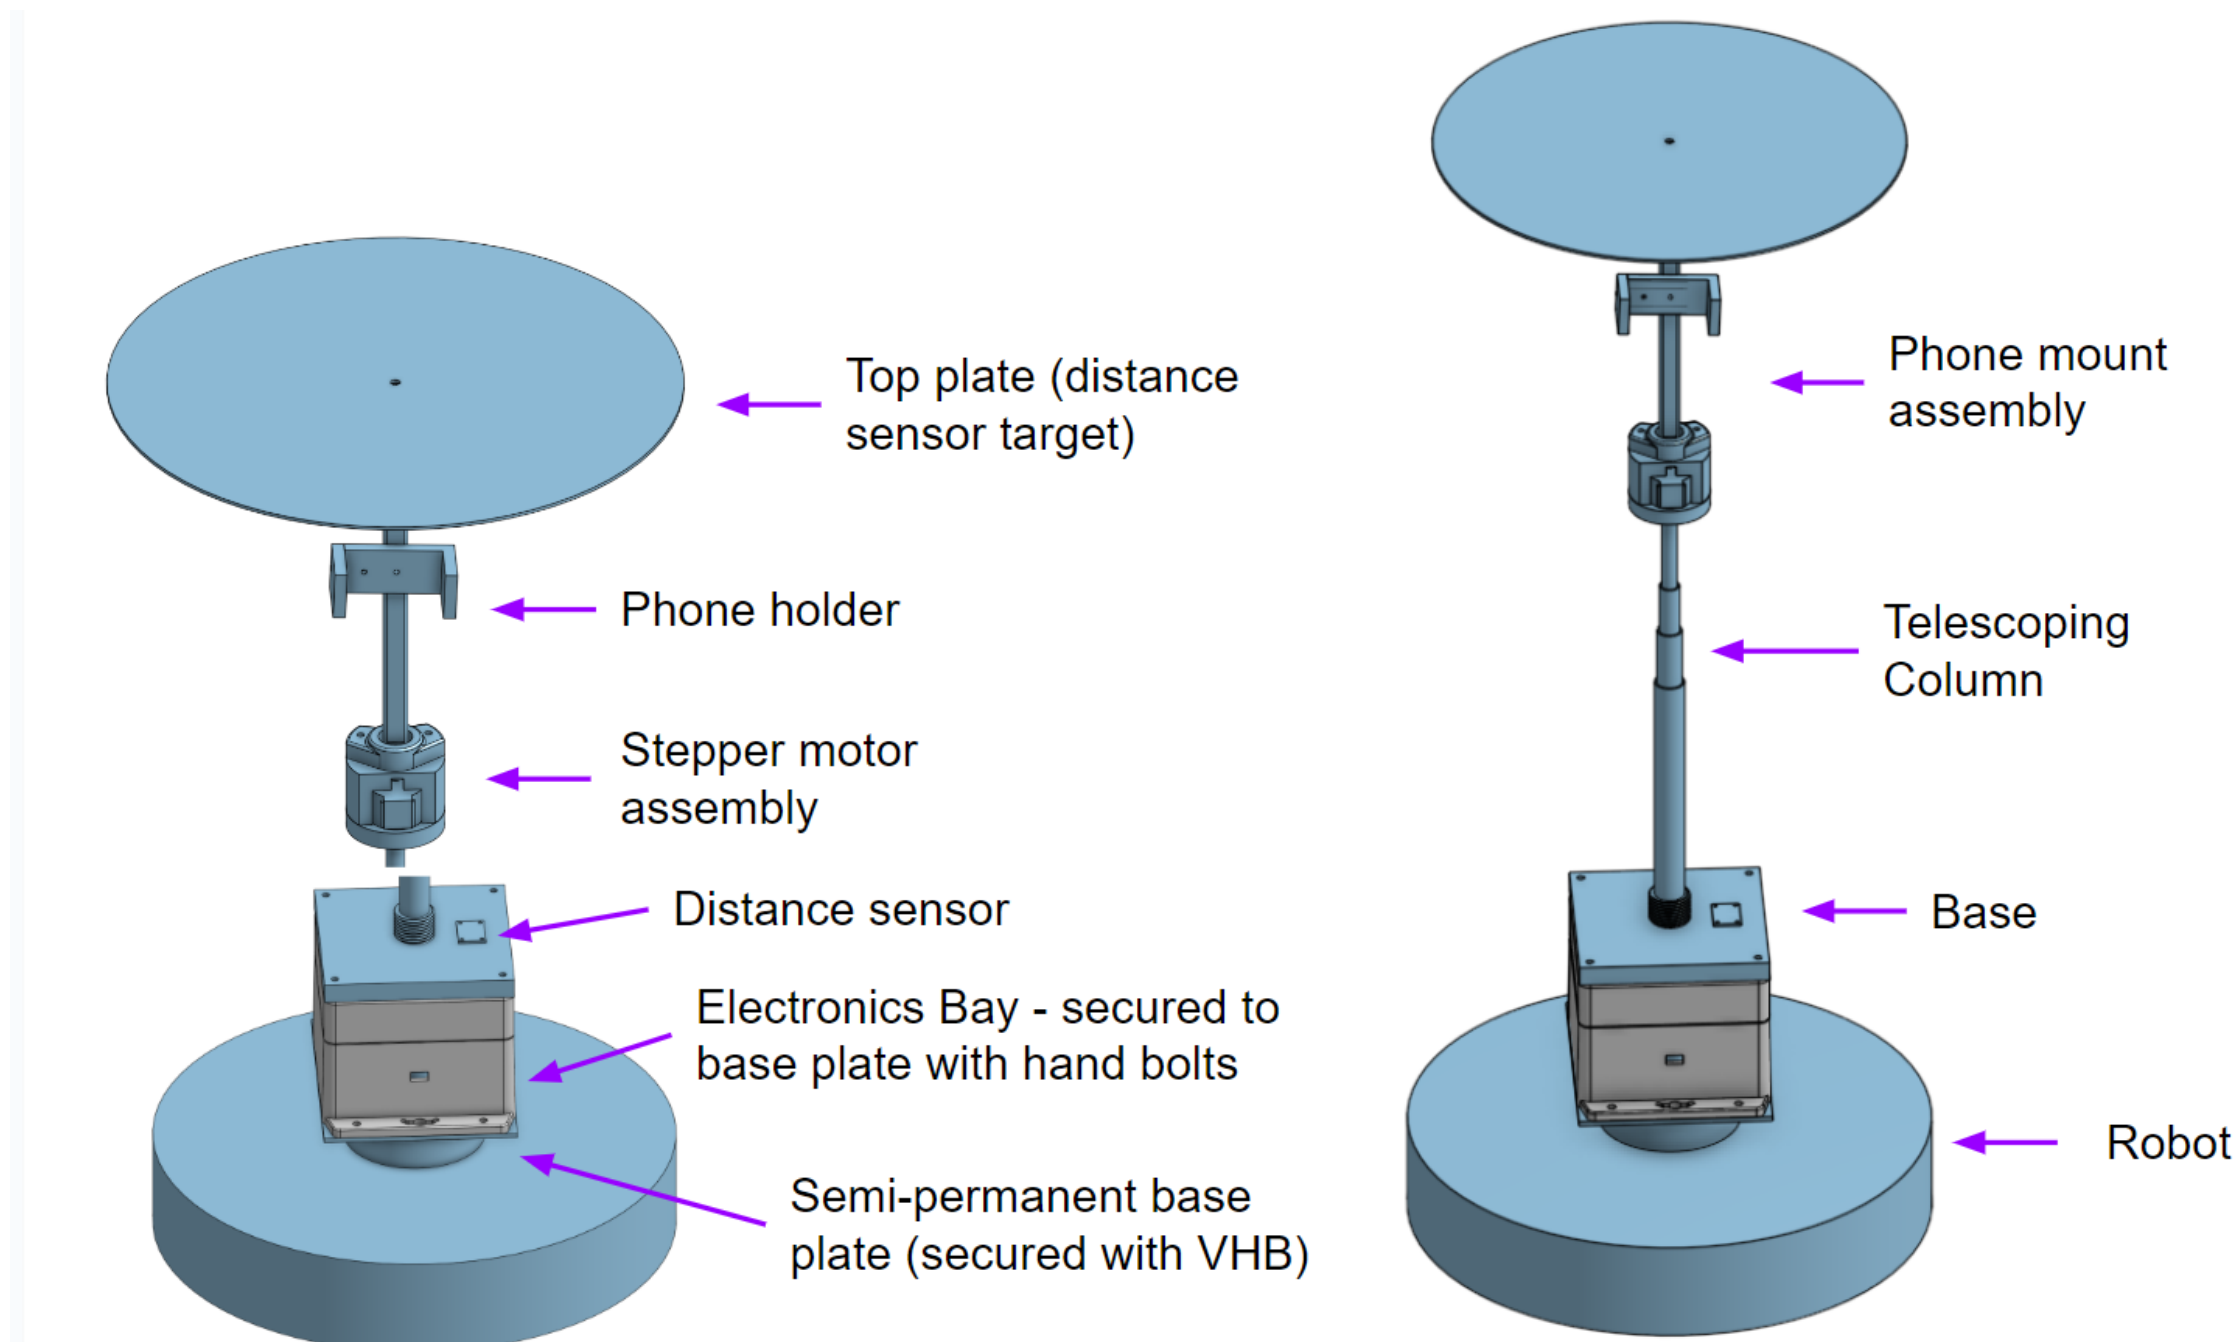 Top plate (distance
sensor target)
Phone holder
Stepper motor
assembly
Distance sensor
Electronics Bay - secured to
base plate with hand bolts
Semi-permanent base
plate (secured with VHB)
Phone mount
assembly
Telescoping
Column
Base
Robot